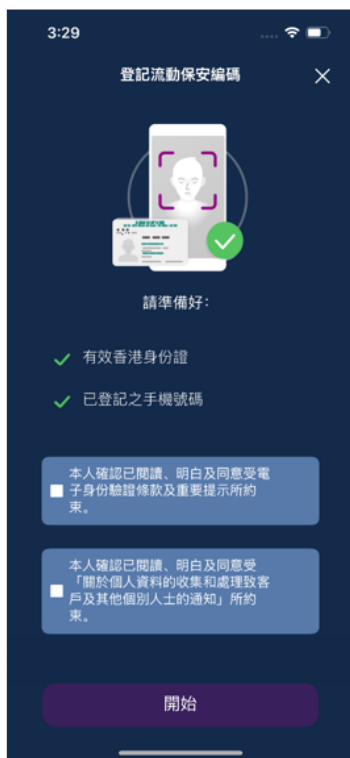 3:29
登記流動保安編碼
請準備好：
有效香港身份證
已登記之手機號碼
本人確認已閱讀、明白及同意受電
子身份驗證條款及重要提示所約
束。
本人確認已閱讀、明白及同意受
「關於個人資料的收集和處理致客
戶及其他個別人士的通知」所約
束。
開始